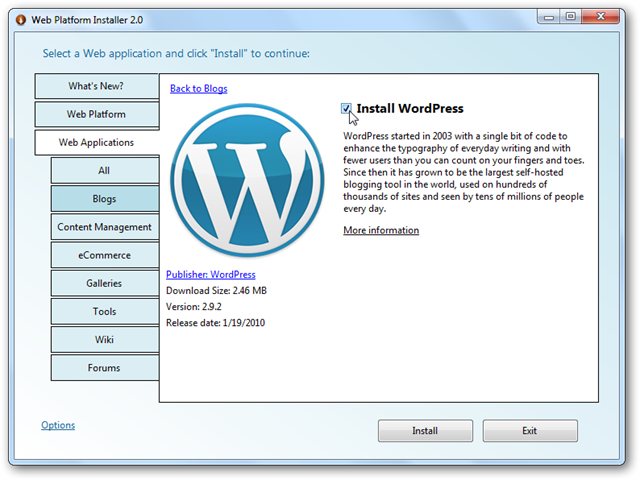 Web Platform Installer 2.0
Select a Web application and click "Install" to continue:
What's New?
Web Platform
Web Applications
All
Blogs
Content Management
eCommerce
Galleries
Tools
Wiki
Forums
Back to Blogs
W
Publisher: WordPress
Download Size: 2.46 MB
Version: 2.9.2
Release date: 1/19/2010
Install WordPress
WordPress started in 2003 with a single bit of code to
enhance the typography of everyday writing and with
fewer users than you can count on your fingers and toes.
Since then it has grown to be the largest self-hosted
blogging tool in the world, used on hundreds of
thousands of sites and seen by tens of millions of people
every day.
More information
Options
Install
Exit